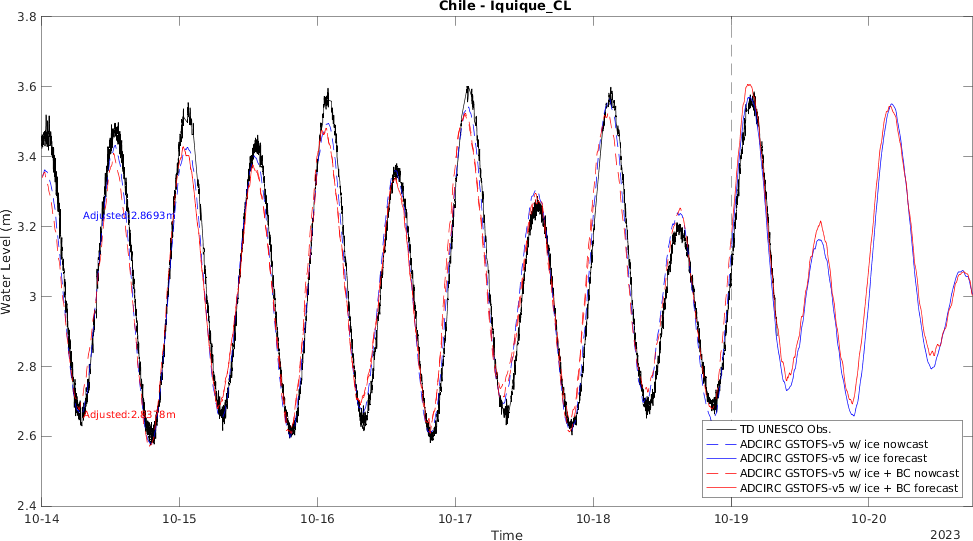 Chile - Iquique_CL
3.8
3.6
3.4
3.2
3
2.8
2.6
2.4
Water Level (m)
Adjusted:2.8693m
Adjusted:2.8318m
TD UNESCO Obs.
ADCIRC GSTOFS-v5 w/ ice nowcast
ADCIRC GSTOFS-v5 w/ ice forecast
ADCIRC GSTOFS-v5 w/ ice + BC nowcast
ADCIRC GSTOFS-v5 w/ ice + BC forecast
10-14 10-15 10-16 10-17 10-18 10-19 10-20
Time
2023